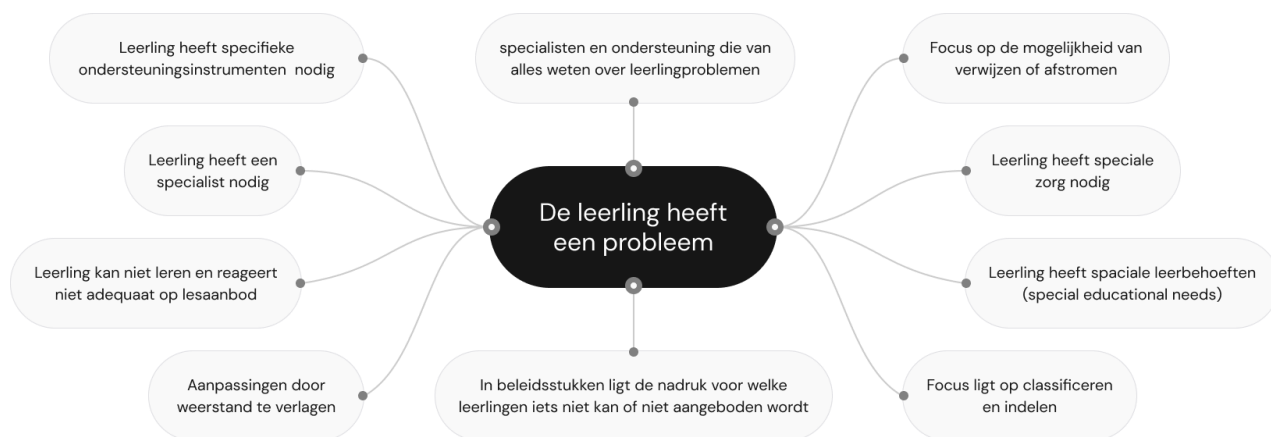 Leerling heeft specifieke
ondersteuningsinstrumenten nodig
specialisten en ondersteuning die van
alles weten over leerlingproblemen
Focus op de mogelijkheid van
verwijzen of afstromen
Leerling heeft een
specialist nodig
Leerling heeft speciale
zorg nodig
De leerling heeft
een probleem
Leerling kan niet leren en reageert
niet adequaat op lesaanbod
Leerling heeft spaciale leerbehoeften
(special educational needs)
Aanpassingen door
weerstand te verlagen
In beleidsstukken ligt de nadruk voor welke
leerlingen iets niet kan of niet aangeboden wordt
Focus ligt op classificeren
en indelen